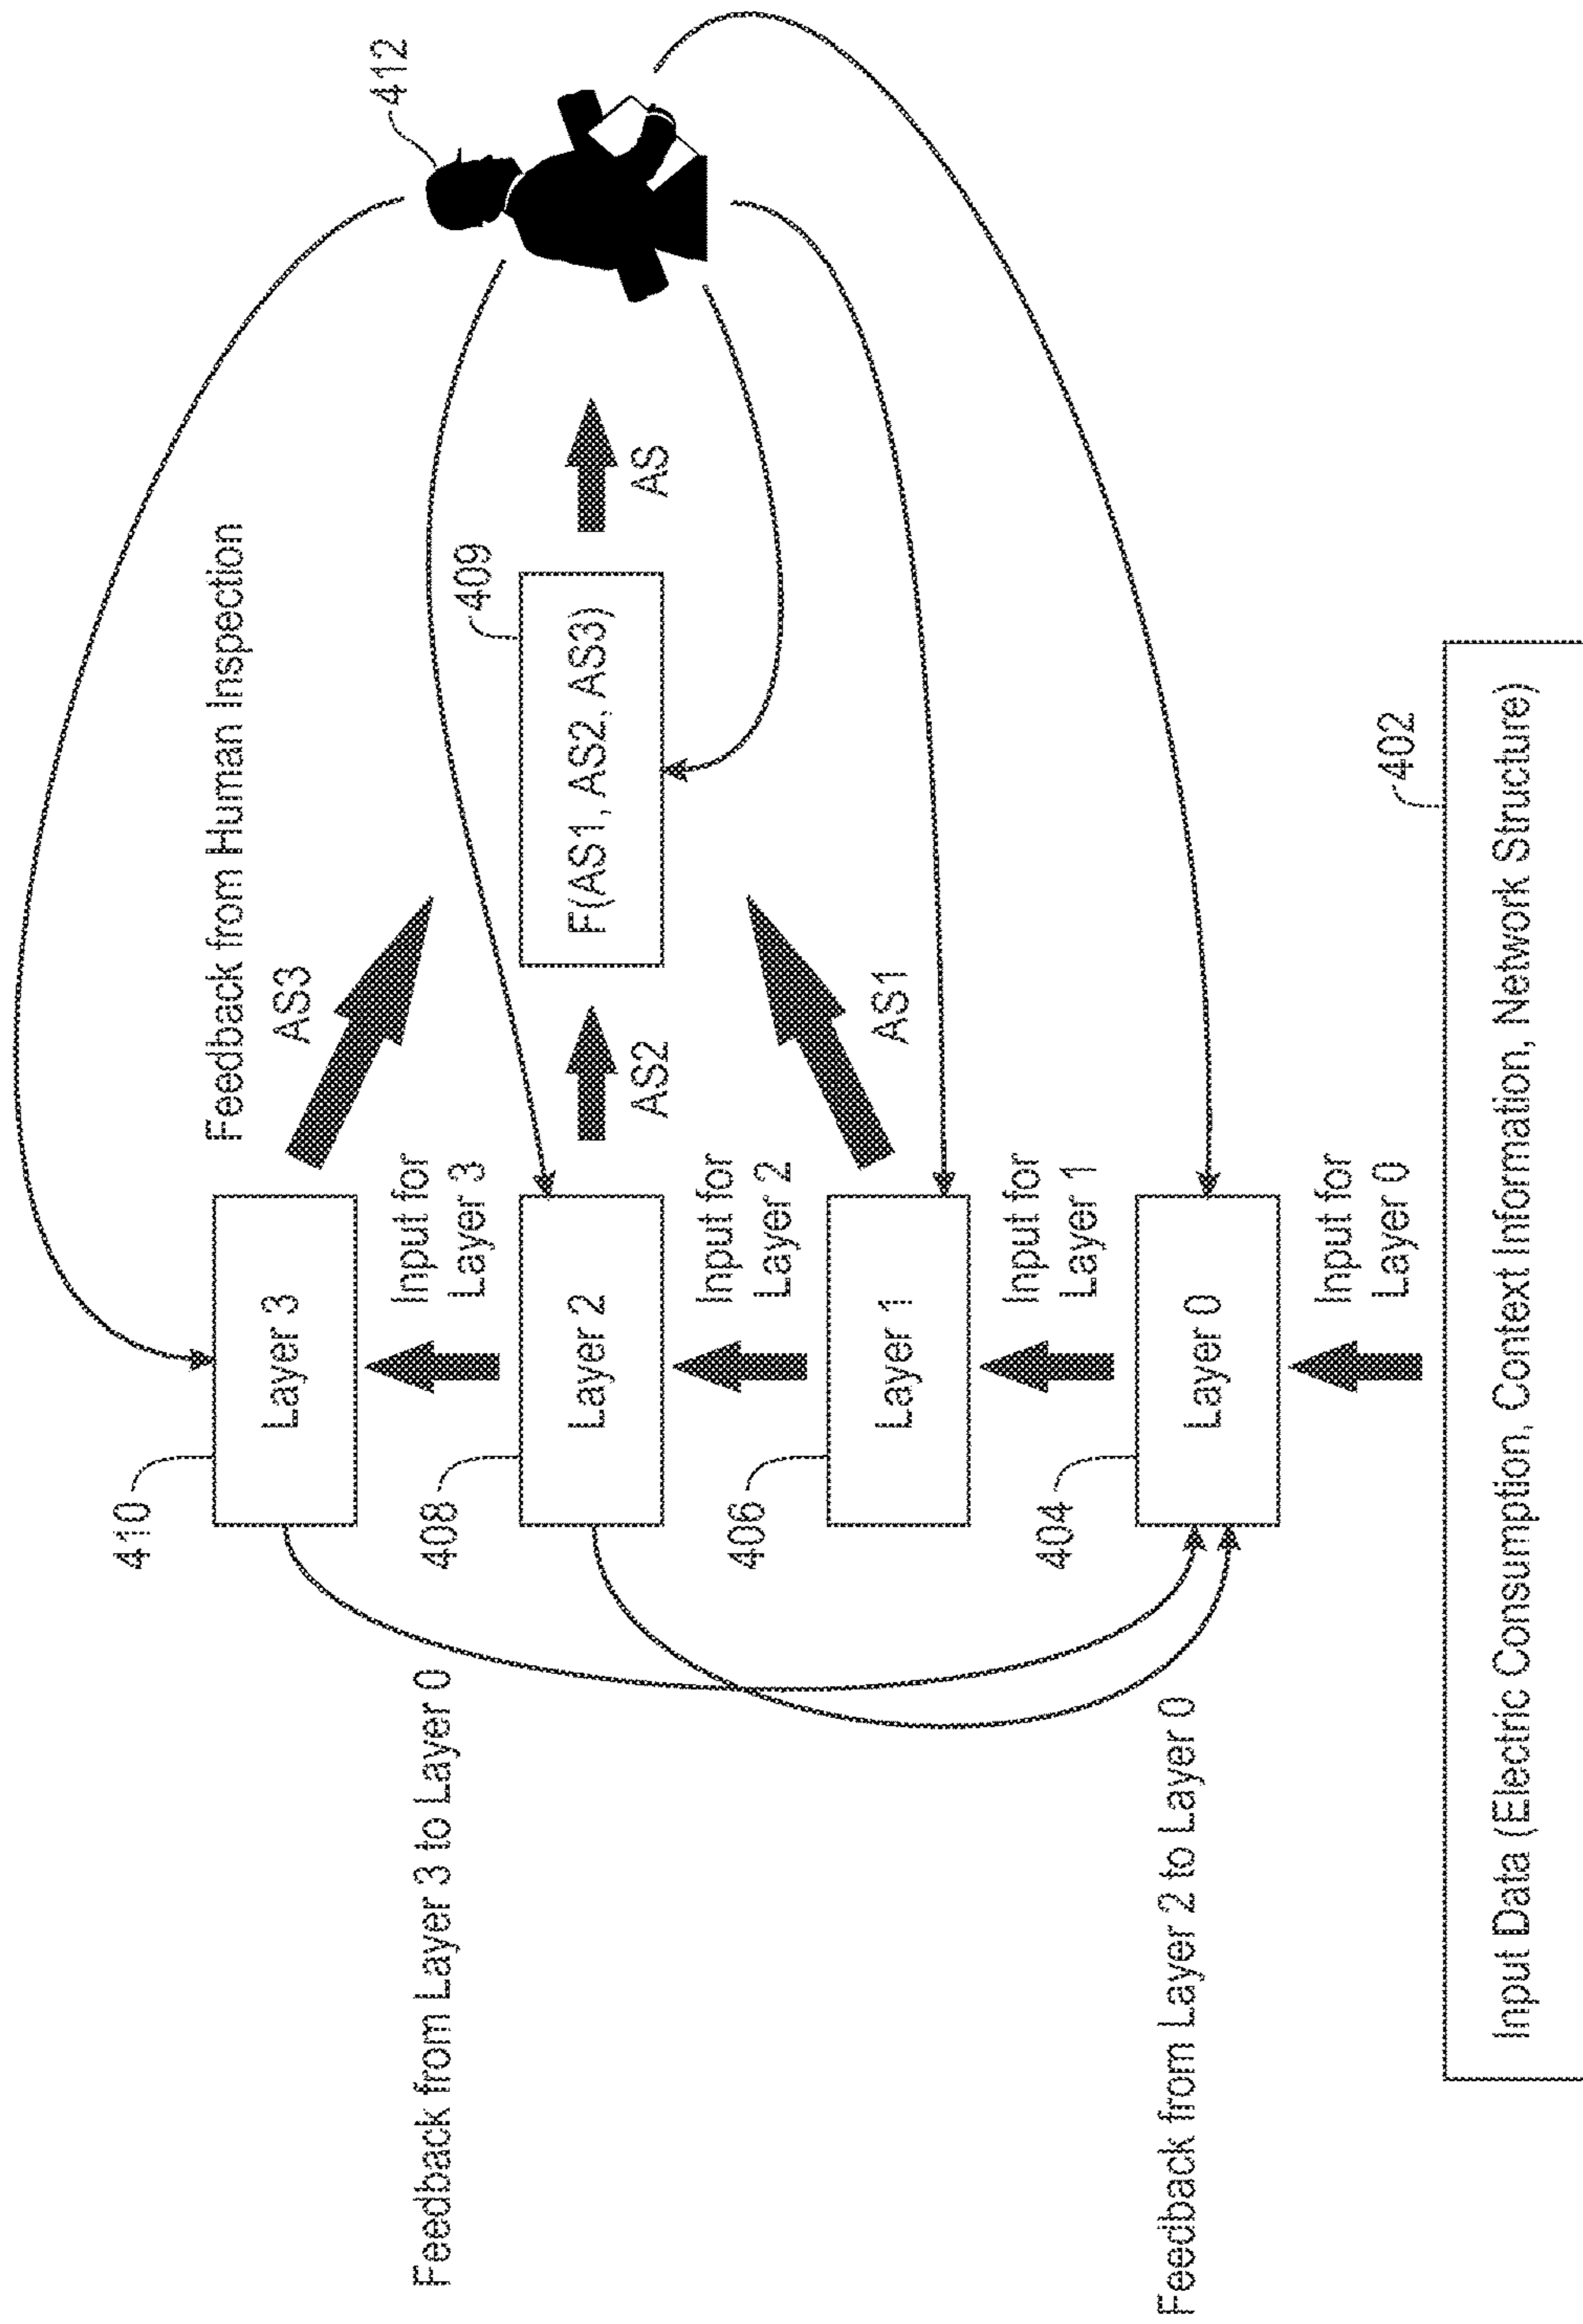 412
Feedback from Human Inspection
410
Layer 3
AS3
Feedback from Layer 3 to Layer 0
Input for
Layer 3
408
Layer 2
AS2
F(AS1, AS2, AS3)
409
AS
Input for
Layer 2
406
Layer 1
AS1
Input for
Layer 1
404
Layer 0
Feedback from Layer 2 to Layer 0
Input for
Layer 0
402
Input Data (Electric Consumption, Context Information, Network Structure)